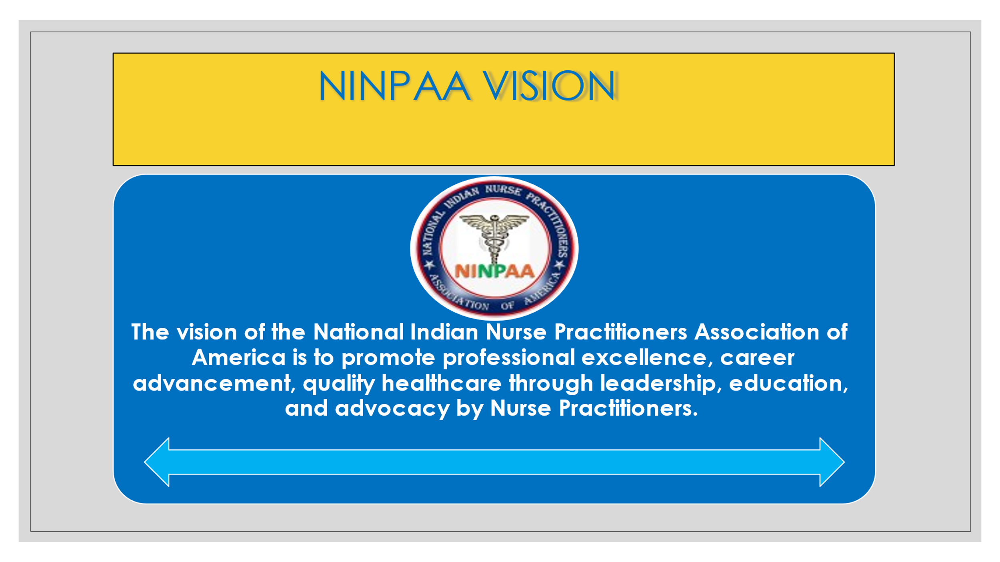 NINPAA VISION
NATIONAL INDIAN NURSE PRACTITIONERS
NINPAA
ASSOCIATION OF AMERICA
The vision of the National Indian Nurse Practitioners Association of
America is to promote professional excellence, career
advancement, quality healthcare through leadership, education,
and advocacy by Nurse Practitioners.